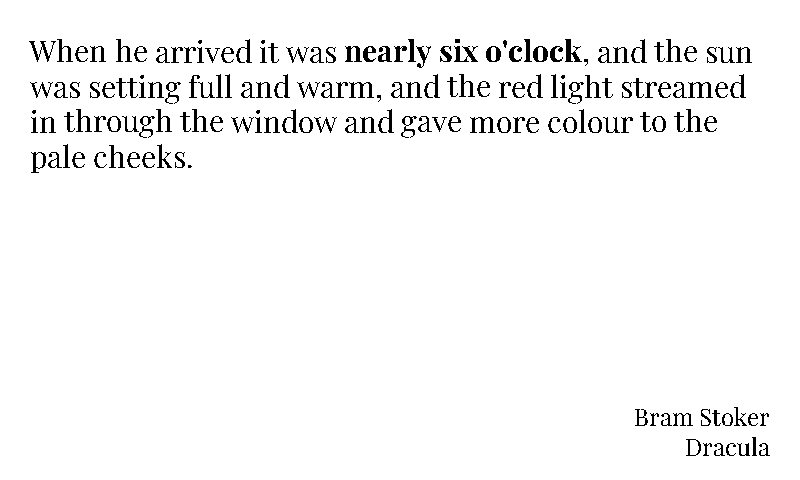 When he arrived it was nearly six o'clock, and the sun
was setting full and warm, and the red light streamed
in through the window and gave more colour to the
pale cheeks.
Bram Stoker
Dracula